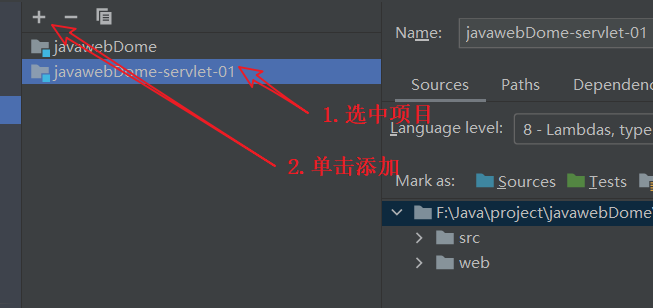 javawebDome
javawebDome-servlet-01
1.选中项目
2.单击添加
Name:
javawebDome-servlet-01
Sources
Paths
Dependenc
Language level:
8 - Lambdas, type
Mark as:
Sources
Tests
F:\Java\project\javawebDome\
src
web